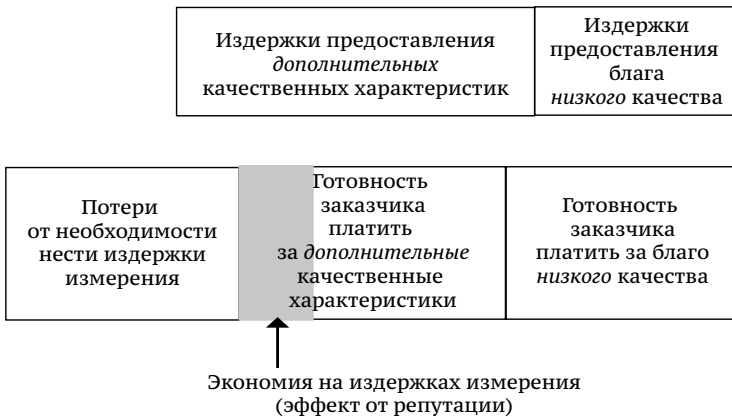 Издержки предоставления
дополнительных
качественных характеристик
Издержки
предоставления
блага
низкого качества
Потери
от необходимости
нести издержки
измерения
Готовность
заказчика
платить
за дополнительные
качественные
характеристики
Готовность
заказчика
платить за благо
низкого качества
Экономия на издержках измерения
(эффект от репутации)